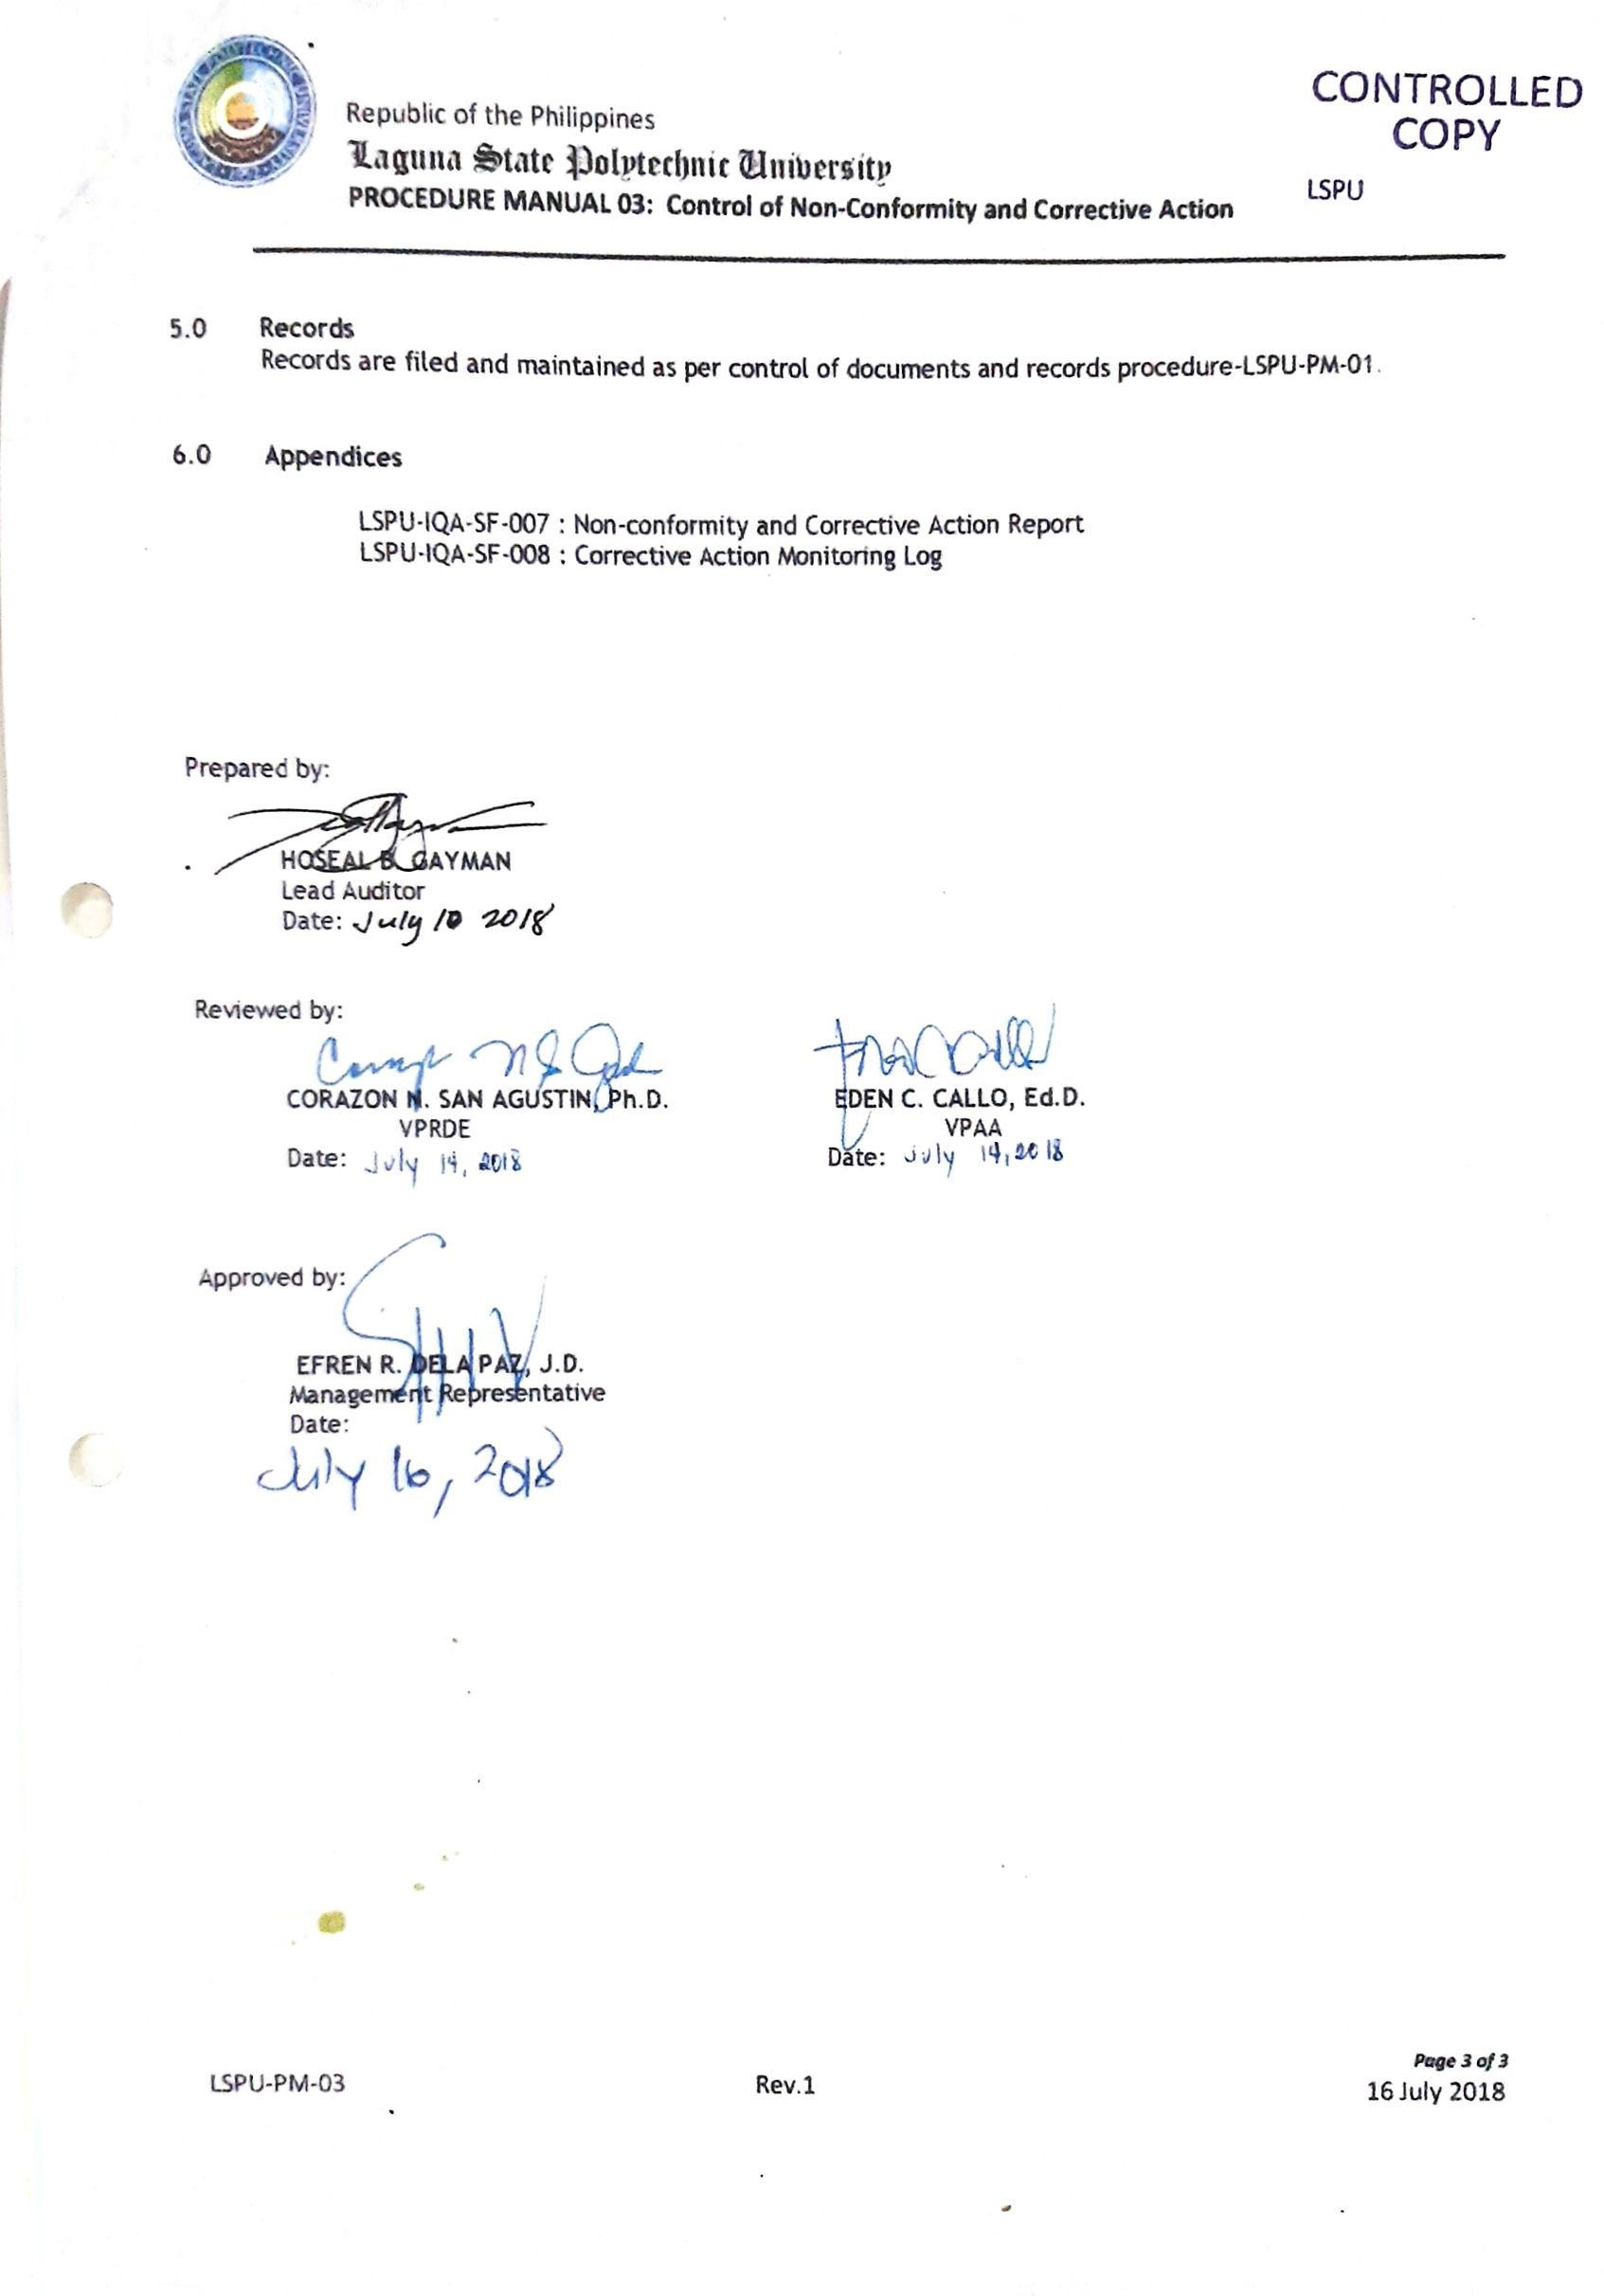 CONTROLLED
COPY
LSPU
Republic of the Philippines
Laguna State Polytechnic University
PROCEDURE MANUAL 03: Control of Non-Conformity and Corrective Action
5.0 Records
Records are filed and maintained as per control of documents and records procedure-LSPU-PM-01.
6.0 Appendices
LSPU-IQA-SF-007 : Non-conformity and Corrective Action Report
LSPU-IQA-SF-008 : Corrective Action Monitoring Log
Prepared by:
HOSEAL B. GAYMAN
Lead Auditor
Date: July 10 2018
Reviewed by:
CORAZON N. SAN AGUSTIN, Ph.D.
VPRDE
Date: July 14, 2018
EDEN C. CALLO, Ed.D.
VPAA
Date: July 14, 2018
Approved by:
EFREN R. DELA PAZ, J.D.
Management Representative
Date:
July 16, 2018
Page 3 of 3
LSPU-PM-03 Rev.1 16 July 2018